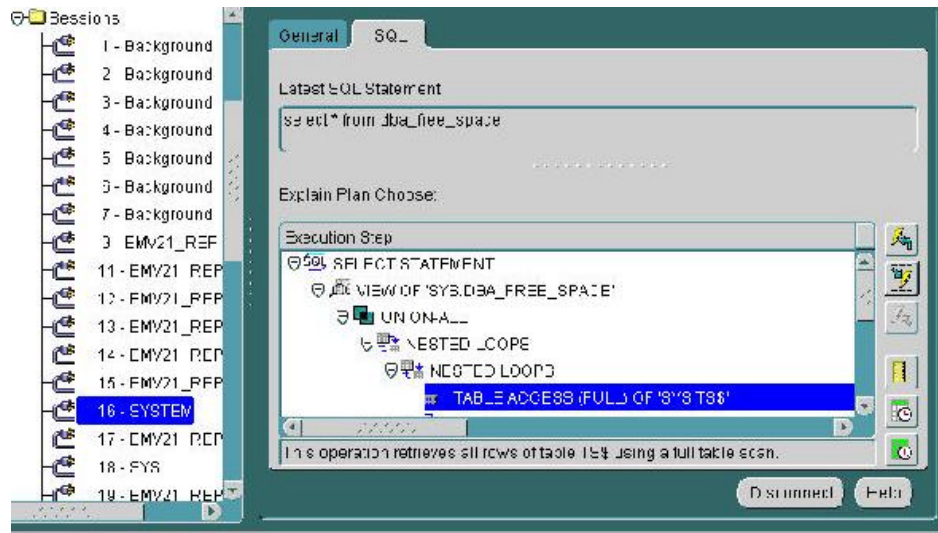 Sessions
1 - Background
2 Background
3 - Background
4 - Background
5 Background
6 - Background
7 - Background
9 EMV21_REP
11 - EMV21_REP
12 - EMV21_REP
13 - EMV21_REP
14 - EMV21_REP
15 - EMV21_REP
16 - SYSTEM
17 - EMV21_REP
18 - SYS
19 - EMV21_REP
General SQL
Latest SQL Statement
select * from dba_free_space
Explain Plan Choose:
Execution Step
SQL SELECT STATEMENT
VIEW OF 'SYS.DBA_FREE_SPACE'
UNION-ALL
NESTED LOOPS
NESTED LOOPS
TABLE ACCESS (FULL) OF 'SYS.TS$'
This operation retrieves all rows of table TS$ using a full table scan.
Disconnect Help